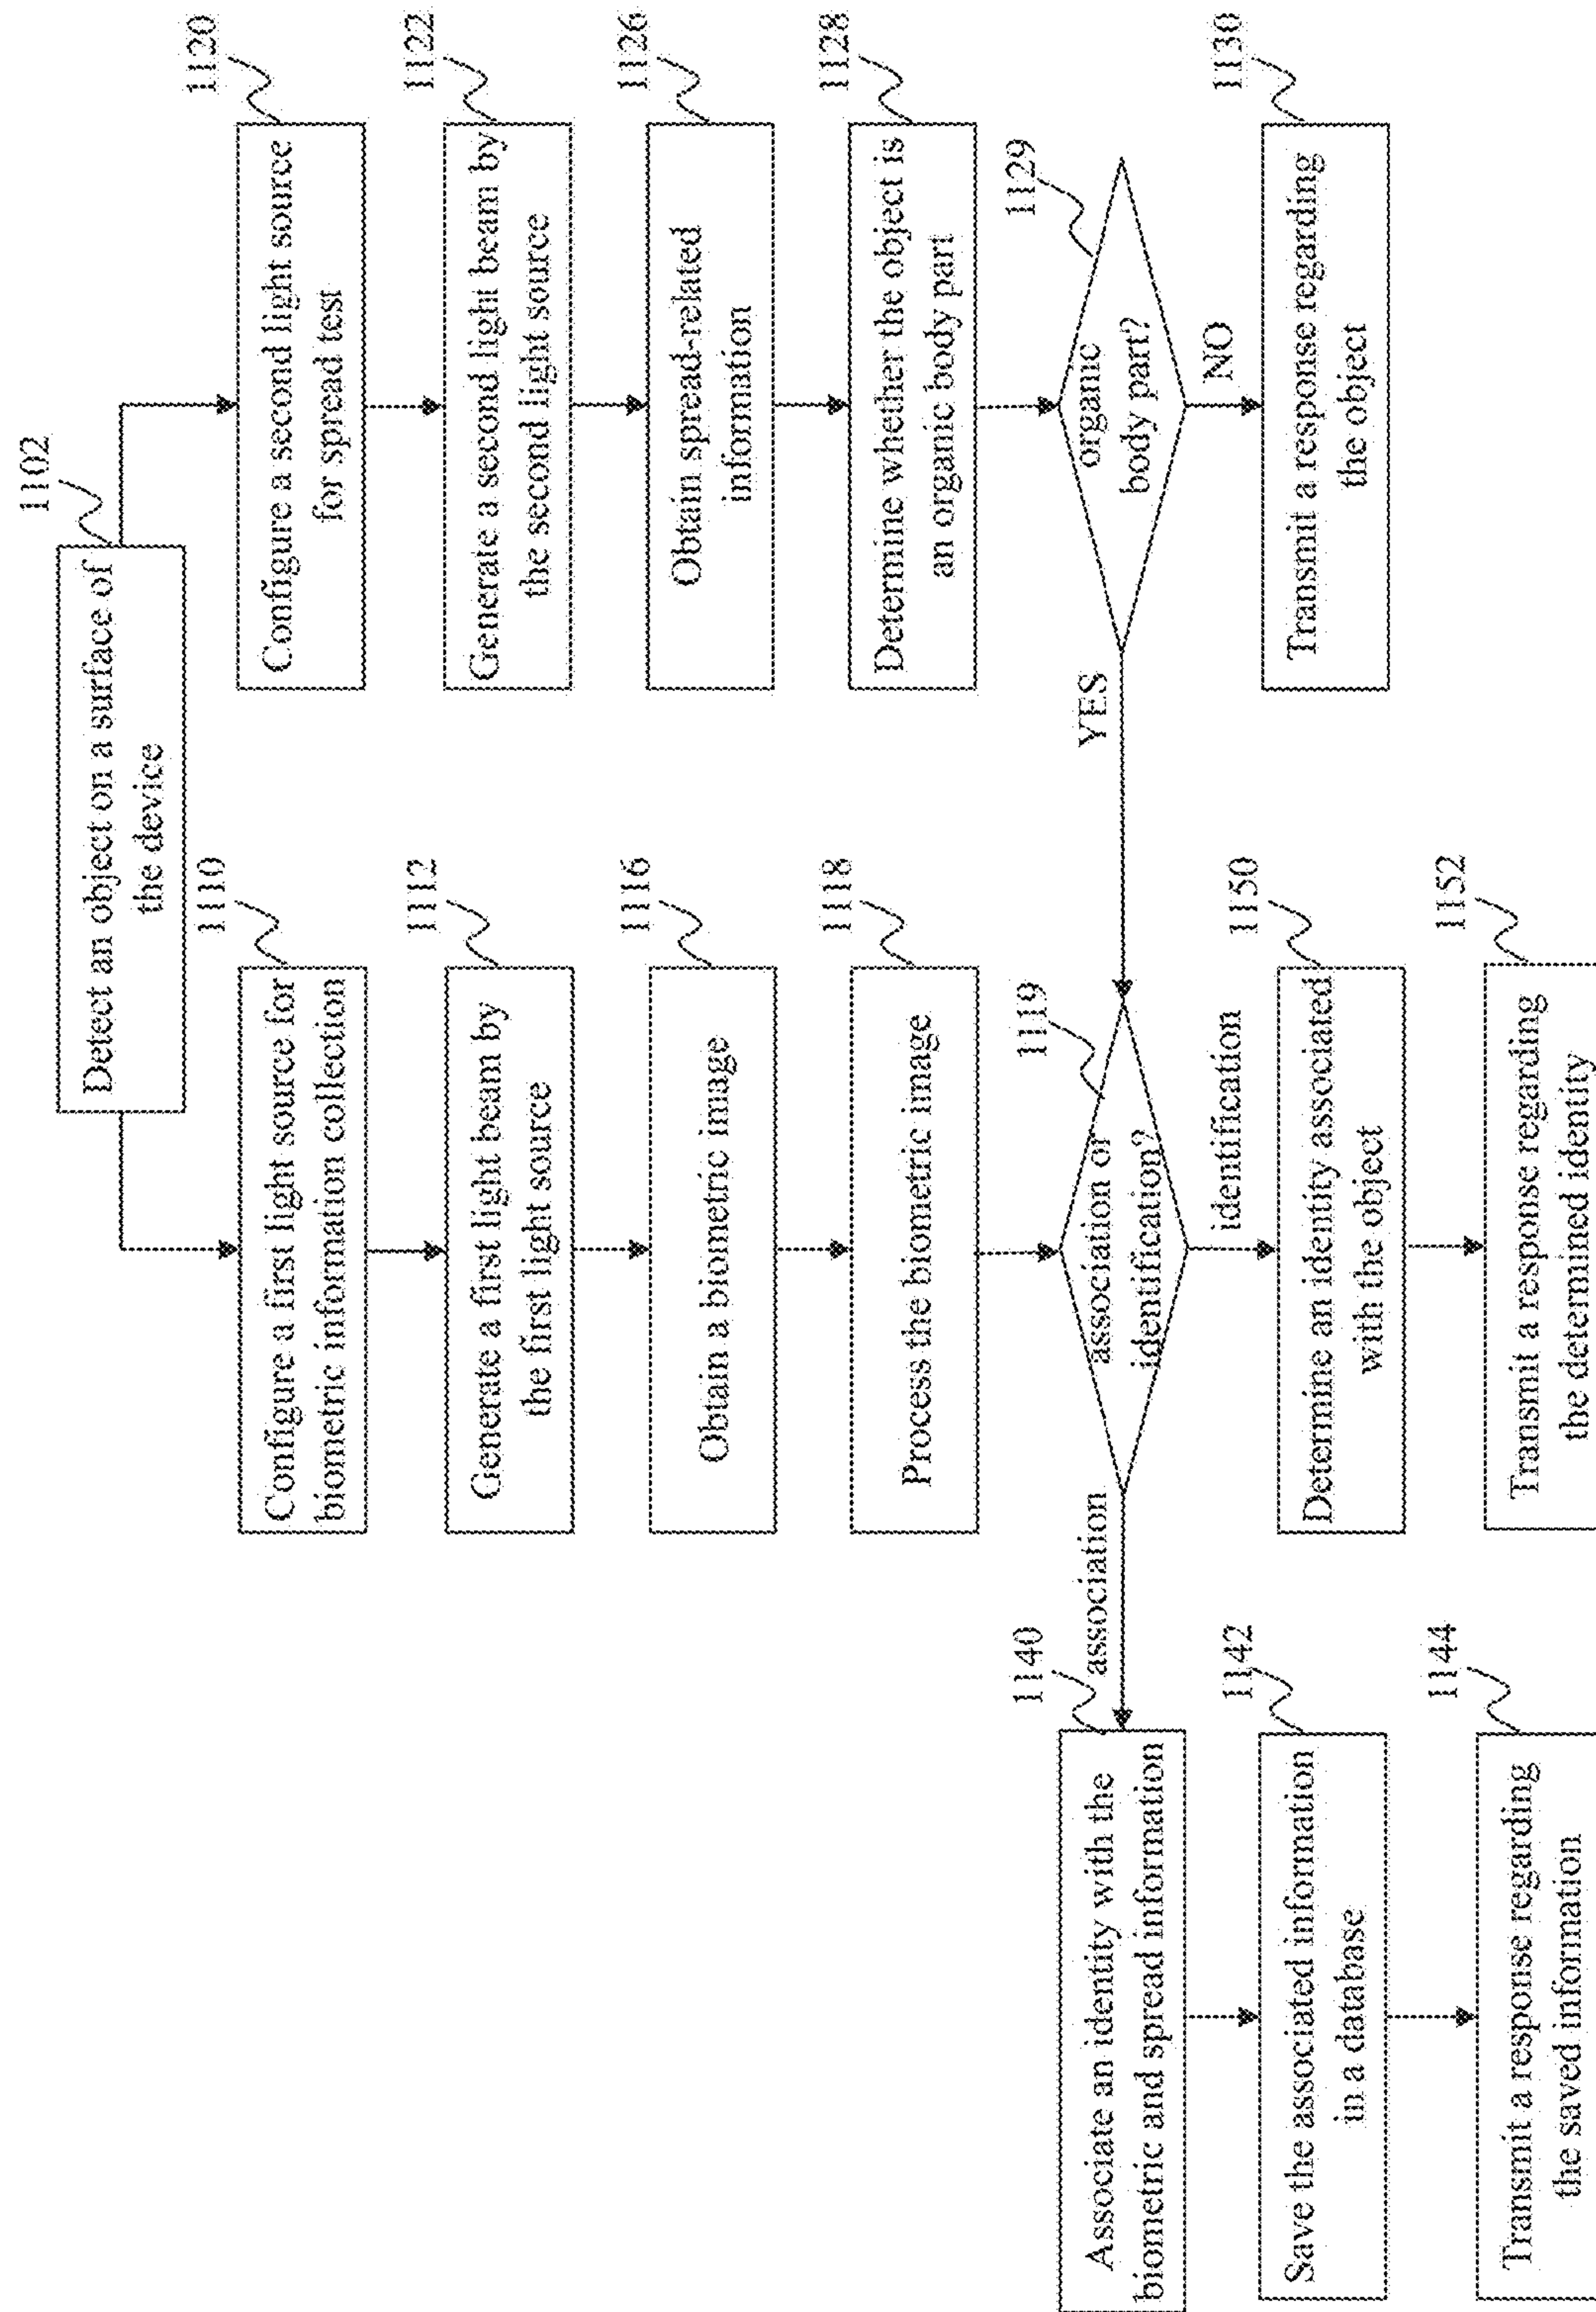 1102
Detect an object on a surface of
the device
1110
Configure a first light source for
biometric information collection
1112
Generate a first light beam by
the first light source
1116
Obtain a biometric image
1118
Process the biometric image
1119
association or
identification?
1120
Configure a second light source
for spread test
1122
Generate a second light beam by
the second light source
1126
Obtain spread-related
information
1128
Determine whether the object is
an organic body part
1129
organic
body part?
YES
NO
1130
Transmit a response regarding
the object
association
1140
Associate an identity with the
biometric and spread information
1142
Save the associated information
in a database
1144
Transmit a response regarding
the saved information
identification
1150
Determine an identity associated
with the object
1152
Transmit a response regarding
the determined identity